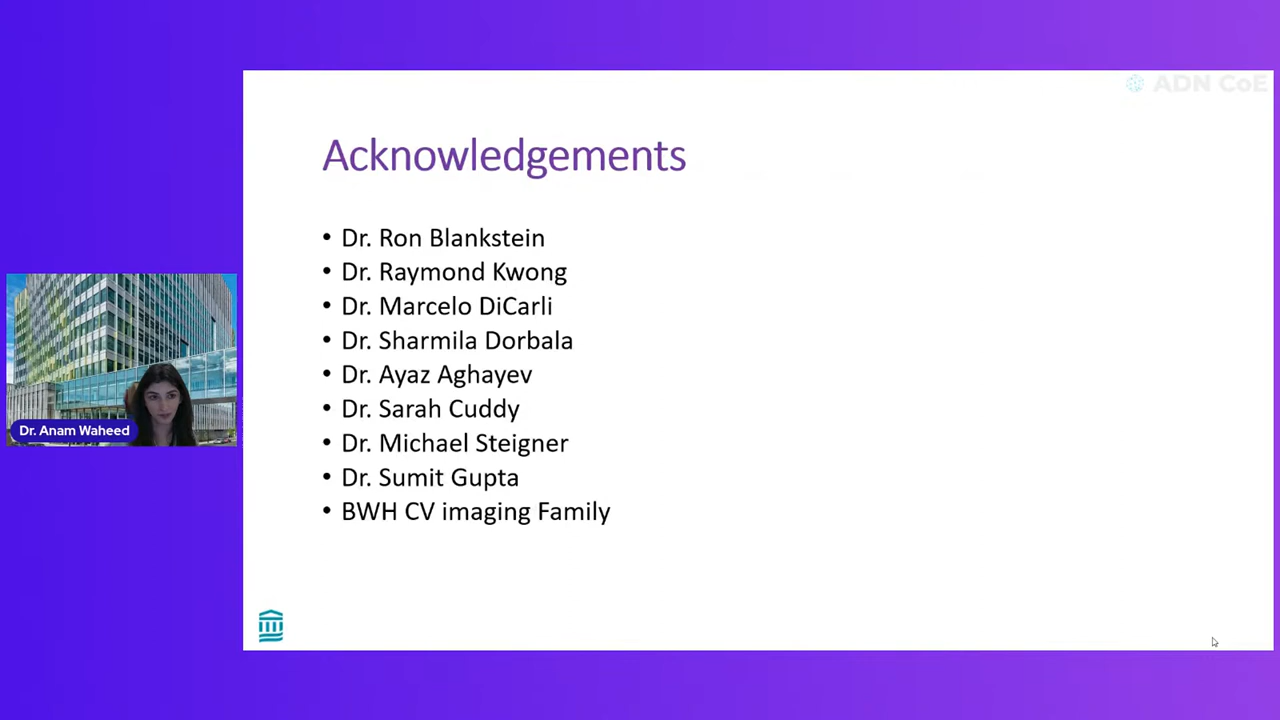 ADN CoE
Acknowledgements
• Dr. Ron Blankstein
• Dr. Raymond Kwong
• Dr. Marcelo DiCarli
• Dr. Sharmila Dorbala
• Dr. Ayaz Aghayev
• Dr. Sarah Cuddy
• Dr. Michael Steigner
• Dr. Sumit Gupta
• BWH CV imaging Family
Dr. Anam Waheed